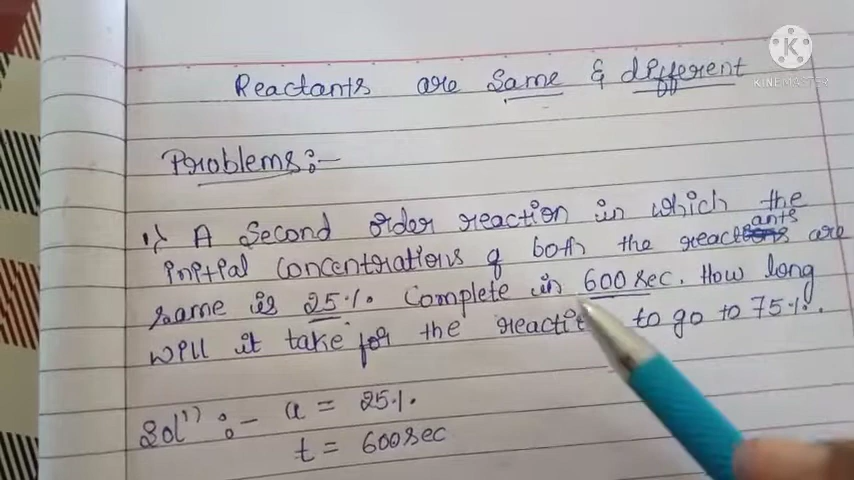 KINEMASTER
Reactants are same & different
Problems:-
1) A Second order reaction in which the
initial concentrations of both the reactants are
same is 25%. Complete in 600 sec. How long
will it take for the reaction to go to 75%.
Sol") :- a = 25%.
t = 600sec